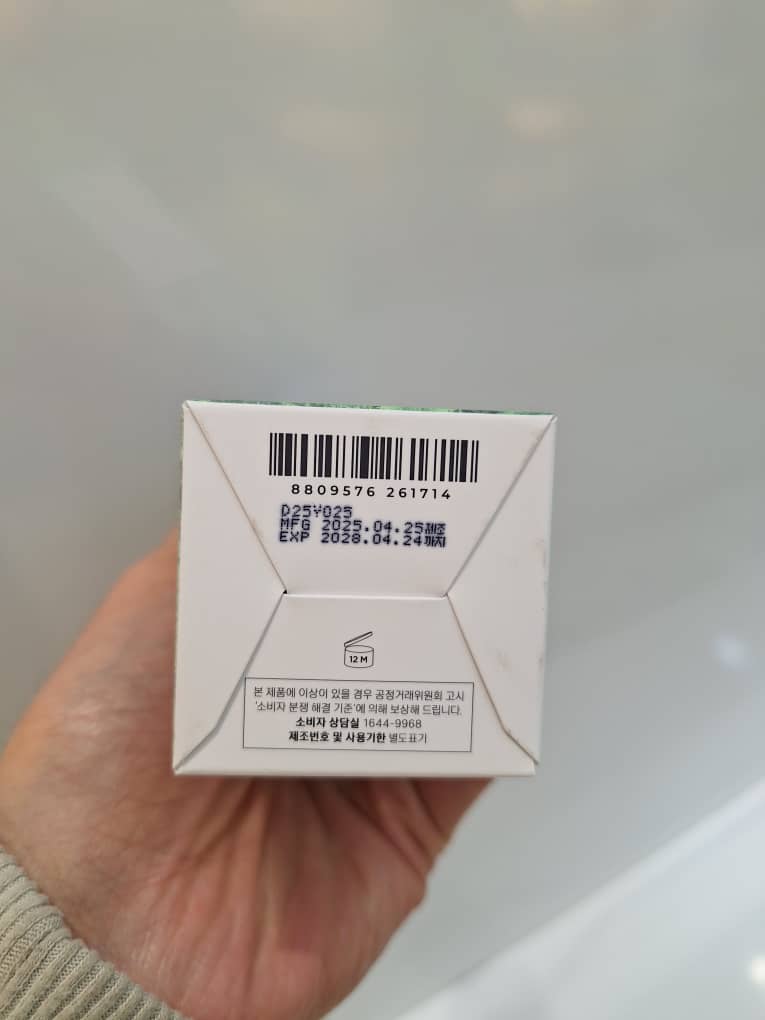 8809576 261714
D25Y025
MFG 2025.04.25제조
EXP 2028.04.24까지
12 M
본 제품에 이상이 있을 경우 공정거래위원회 고시
'소비자 분쟁 해결 기준'에 의해 보상해 드립니다.
소비자 상담실 1644-9968
제조번호 및 사용기한 별도표기